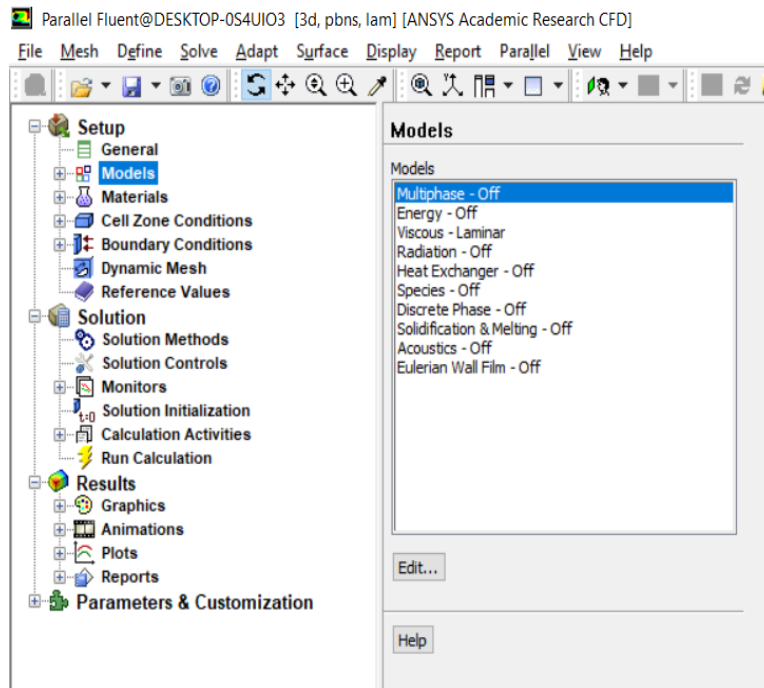 Parallel Fluent@DESKTOP-0S4UIO3 [3d, pbns, lam] [ANSYS Academic Research CFD]
File Mesh Define Solve Adapt Surface Display Report Parallel View Help
Setup
General
Models
Materials
Cell Zone Conditions
Boundary Conditions
Dynamic Mesh
Reference Values
Solution
Solution Methods
Solution Controls
Monitors
t=0 Solution Initialization
Calculation Activities
Run Calculation
Results
Graphics
Animations
Plots
Reports
Parameters & Customization
Models
Models
Multiphase - Off
Energy - Off
Viscous - Laminar
Radiation - Off
Heat Exchanger - Off
Species - Off
Discrete Phase - Off
Solidification & Melting - Off
Acoustics - Off
Eulerian Wall Film - Off
Edit...
Help